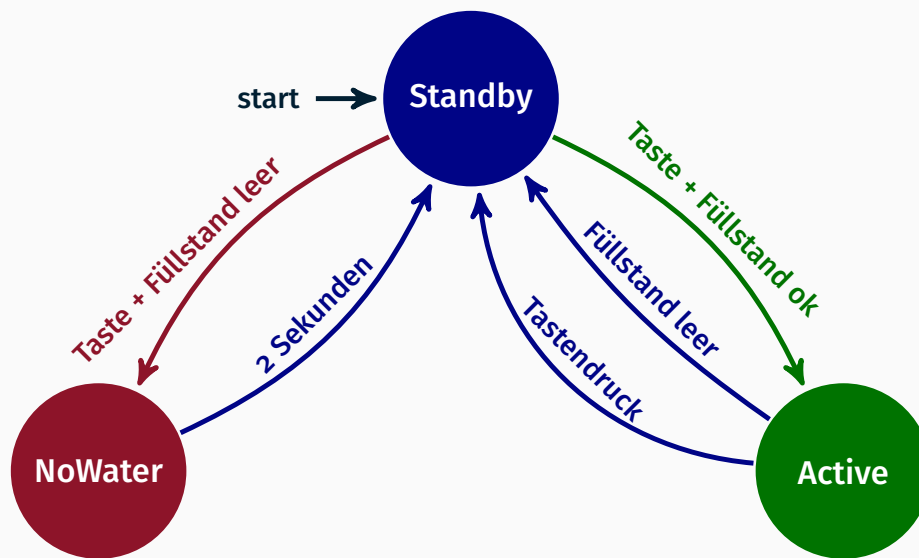 Standby
start
Taste + Füllstand leer
Taste + Füllstand ok
2 Sekunden
Füllstand leer
Tastendruck
NoWater
Active